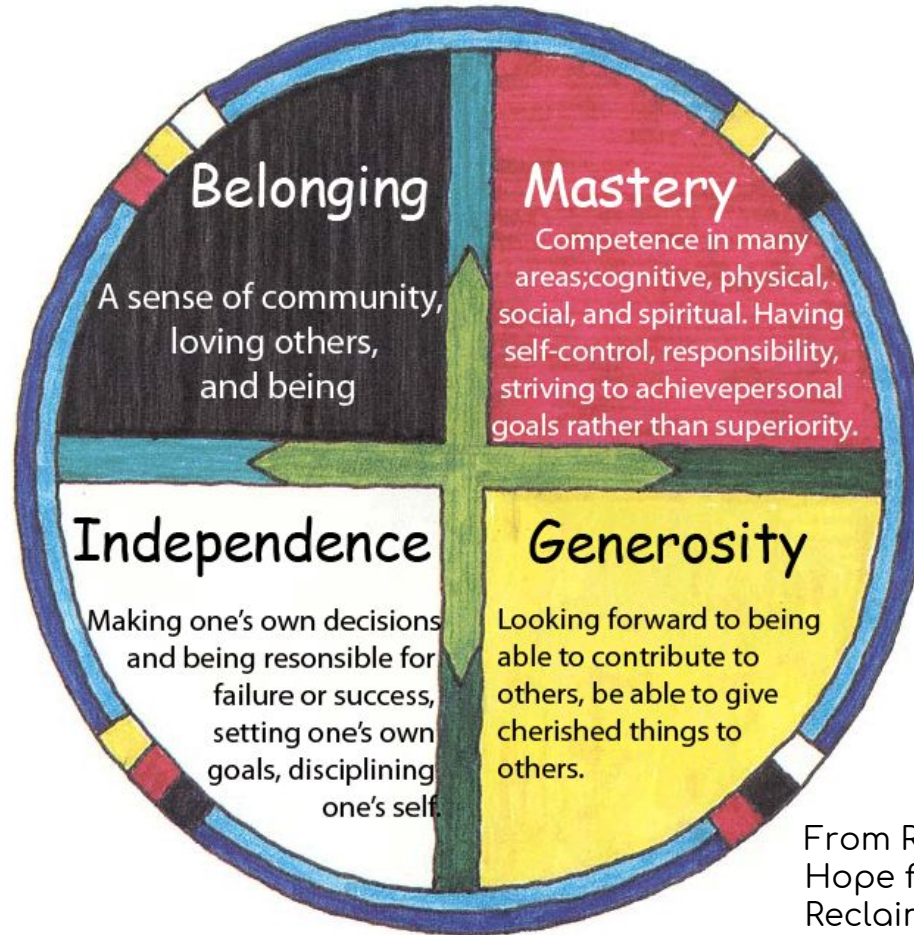 Belonging
A sense of community,
loving others,
and being
Mastery
Competence in many
areas;cognitive, physical,
social, and spiritual. Having
self-control, responsibility,
striving to achievepersonal
goals rather than superiority.
Independence
Making one's own decisions
and being resonsible for
failure or success,
setting one's own
goals, disciplining
one's self.
Generosity
Looking forward to being
able to contribute to
others, be able to give
cherished things to
others.
From
Hope